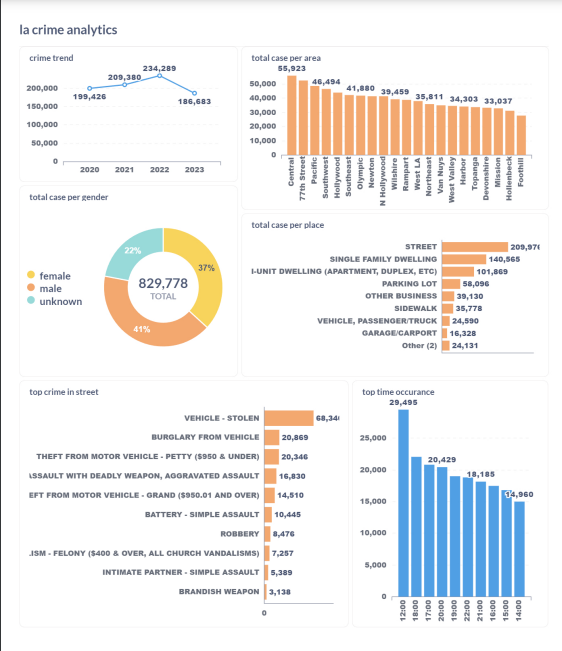 la crime analytics
crime trend
234,289
209,380
199,426
186,683
200,000
150,000
100,000
50,000
0
2020 2021 2022 2023
total case per area
55,923
46,494 41,880 39,459 35,811 34,303 33,037
50,000
40,000
30,000
20,000
10,000
0
Central
77th Street
Pacific
Southwest
Hollywood
Southeast
Olympic
Newton
N Hollywood
Wilshire
Rampart
West LA
Northeast
Van Nuys
West Valley
Harbor
Topanga
Devonshire
Mission
Hollenbeck
Foothill
total case per gender
female
male
unknown
22%
37%
41%
829,778
TOTAL
total case per place
STREET 209,976
SINGLE FAMILY DWELLING 140,565
I-UNIT DWELLING (APARTMENT, DUPLEX, ETC) 101,869
PARKING LOT 58,096
OTHER BUSINESS 39,130
SIDEWALK 35,778
VEHICLE, PASSENGER/TRUCK 24,590
GARAGE/CARPORT 16,328
Other (2) 24,131
top crime in street
VEHICLE - STOLEN 68,34
BURGLARY FROM VEHICLE 20,869
THEFT FROM MOTOR VEHICLE - PETTY ($950 & UNDER) 20,346
ASSAULT WITH DEADLY WEAPON, AGGRAVATED ASSAULT 16,830
EFT FROM MOTOR VEHICLE - GRAND ($950.01 AND OVER) 14,510
BATTERY - SIMPLE ASSAULT 10,445
ROBBERY 8,476
ISM - FELONY ($400 & OVER, ALL CHURCH VANDALISMS) 7,257
INTIMATE PARTNER - SIMPLE ASSAULT 5,389
BRANDISH WEAPON 3,138
0
top time occurance
29,495
20,429
18,185
14,960
25,000
20,000
15,000
10,000
5,000
0
12:00
18:00
17:00
20:00
19:00
22:00
21:00
16:00
15:00
14:00